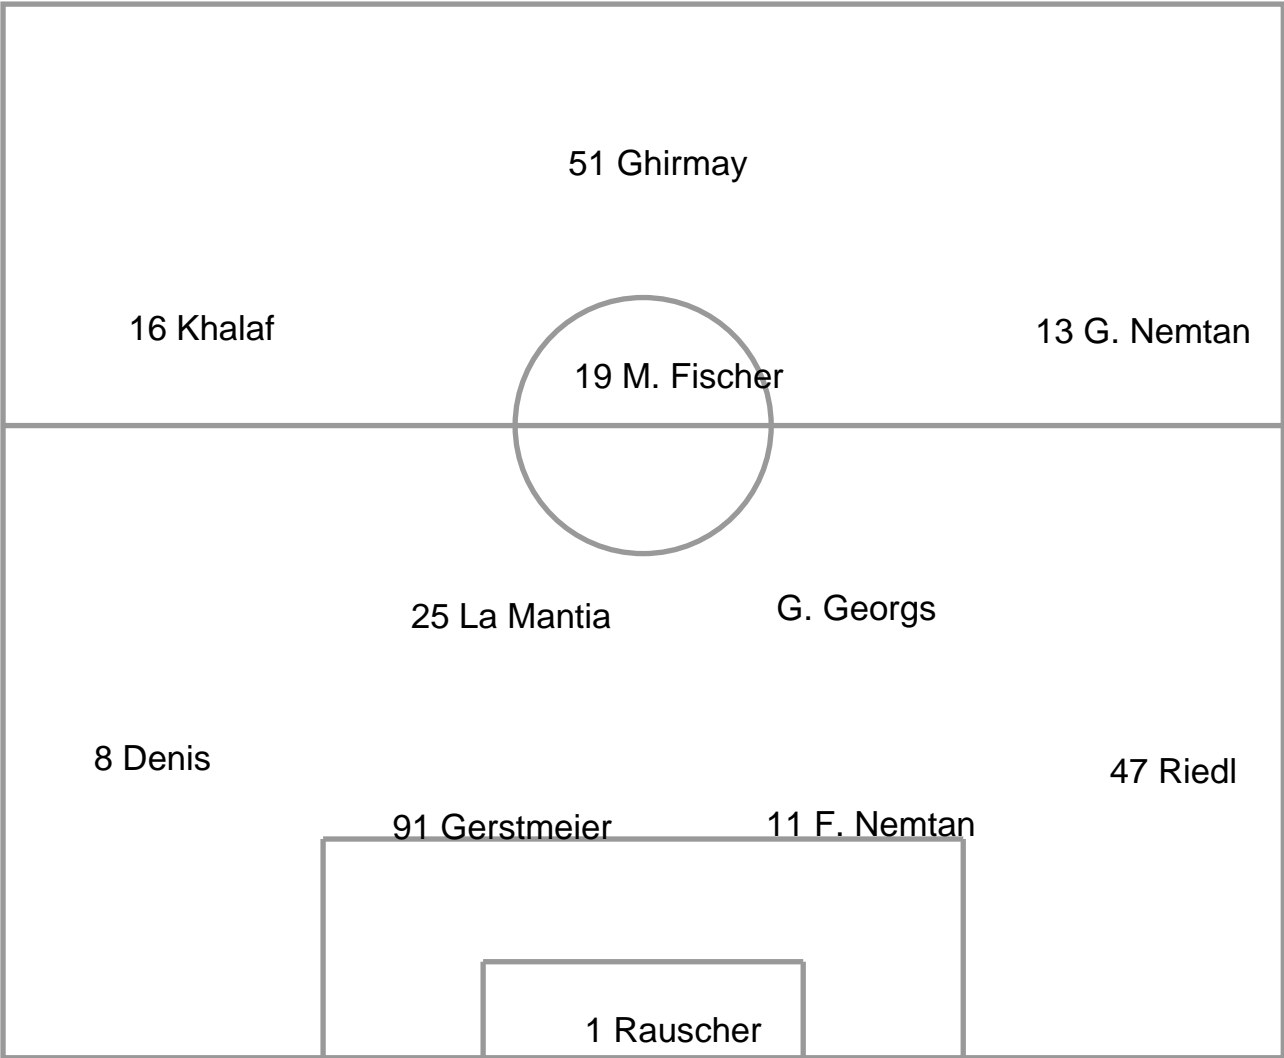 51 Ghirmay
16 Khalaf
13 G. Nemtan
19 M. Fischer
25 La Mantia
G. Georgs
8 Denis
47 Riedl
91 Gerstmeier
11 F. Nemtan
1 Rauscher